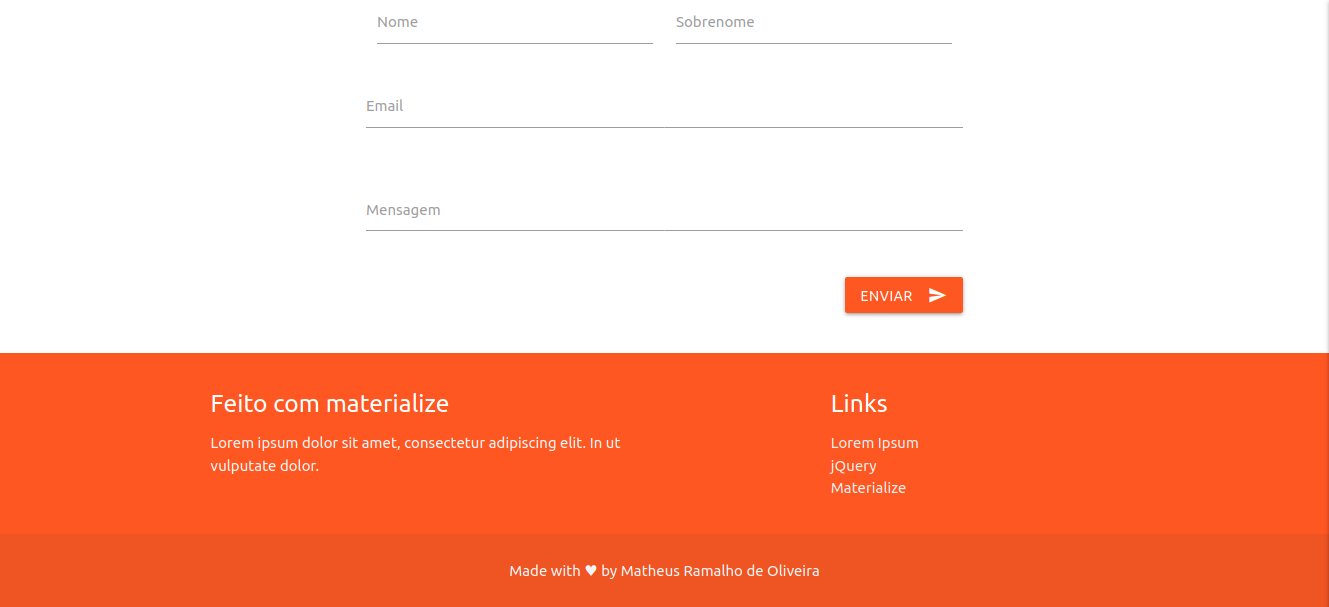 Nome
Sobrenome
Email
Mensagem
ENVIAR
Feito com materialize
Lorem ipsum dolor sit amet, consectetur adipiscing elit. In ut
vulputate dolor.
Links
Lorem Ipsum
jQuery
Materialize
Made with ♥ by Matheus Ramalho de Oliveira